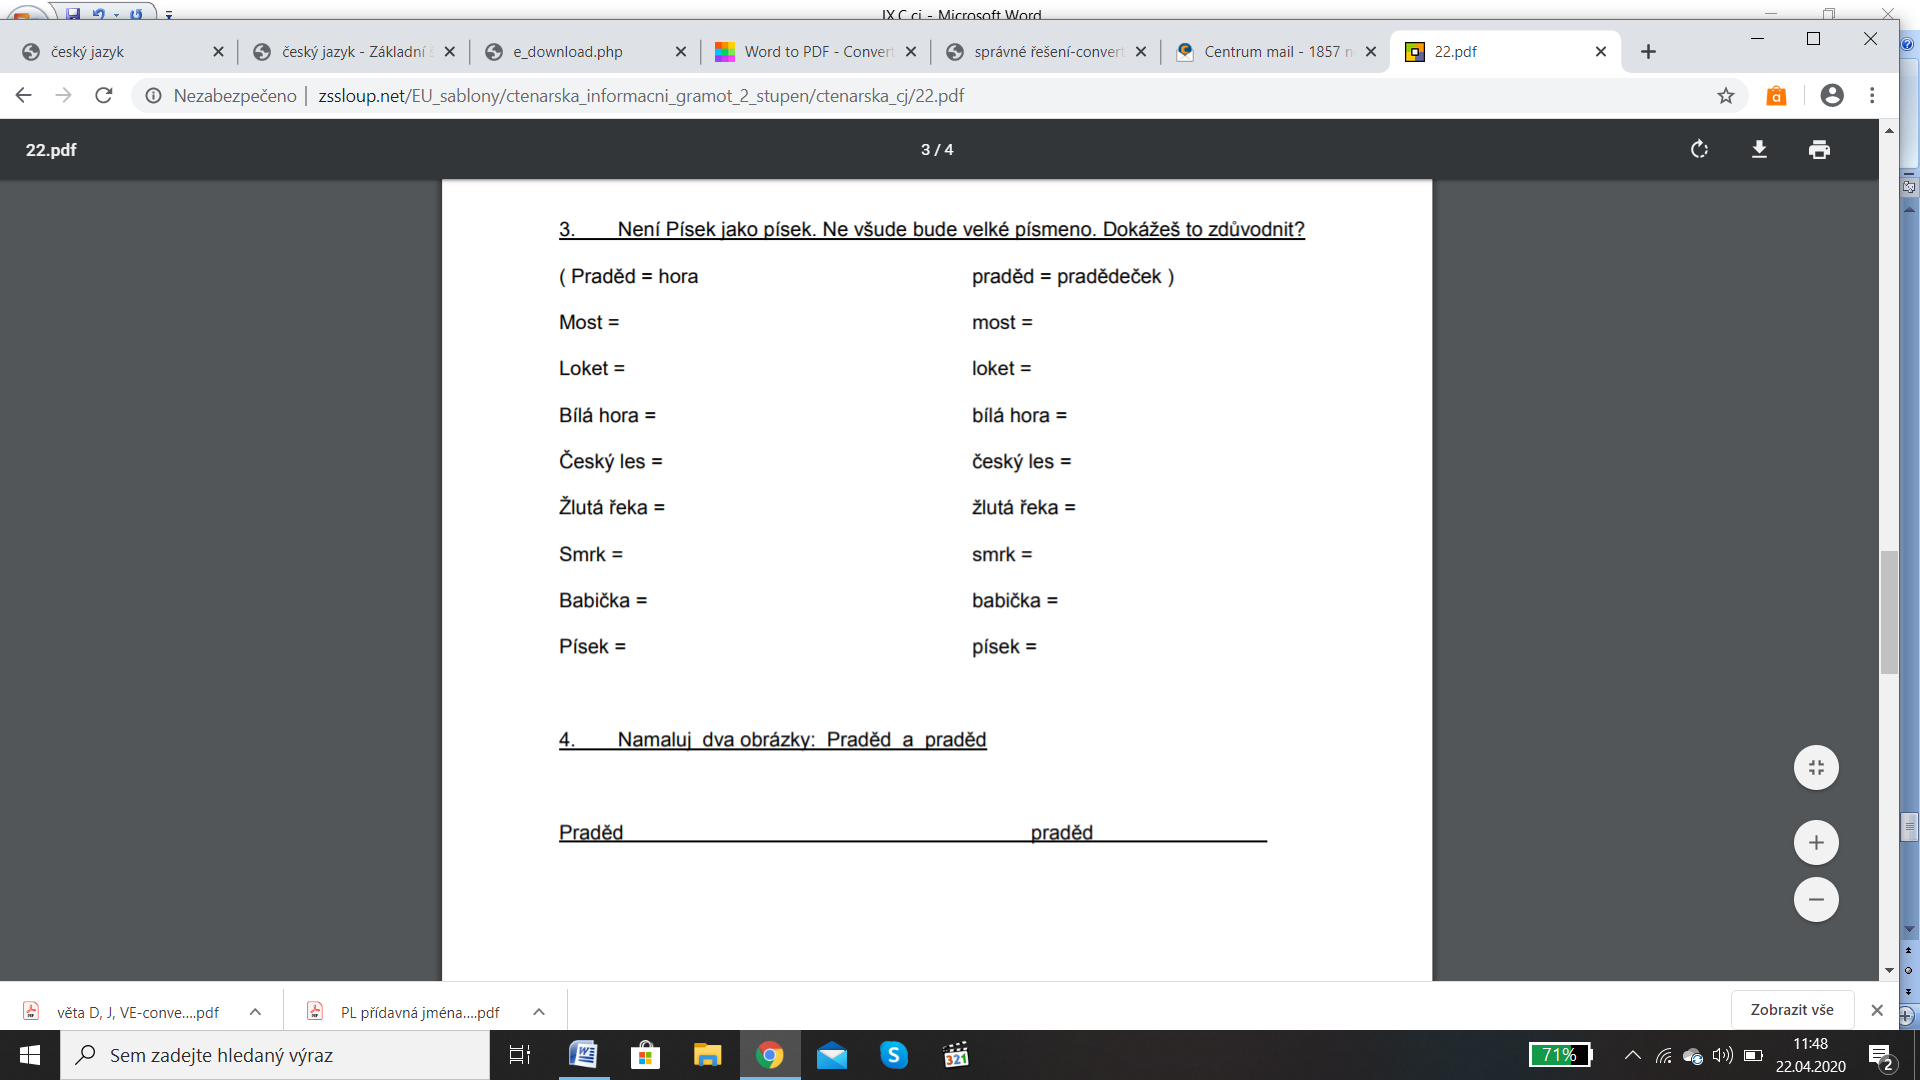 IX.C čj - Microsoft Word
český jazyk
český jazyk - Základní
e_download.php
Word to PDF - Convert
správné řešení-convert
Centrum mail - 1857 n
22.pdf
Nezabezpečeno | zssloup.net/EU_sablony/ctenarska_informacni_gramot_2_stupen/ctenarska_cj/22.pdf
22.pdf
3 / 4
3. Není Písek jako písek. Ne všude bude velké písmeno. Dokážeš to zdůvodnit?
( Praděd = hora praděd = pradědeček )
Most = most =
Loket = loket =
Bílá hora = bílá hora =
Český les = český les =
Žlutá řeka = žlutá řeka =
Smrk = smrk =
Babička = babička =
Písek = písek =
4. Namaluj dva obrázky: Praděd a praděd
Praděd praděd
věta D, J, VE-conve....pdf
PL přídavná jména....pdf
Zobrazit vše
Sem zadejte hledaný výraz
321
71%
11:48
22.04.2020
2